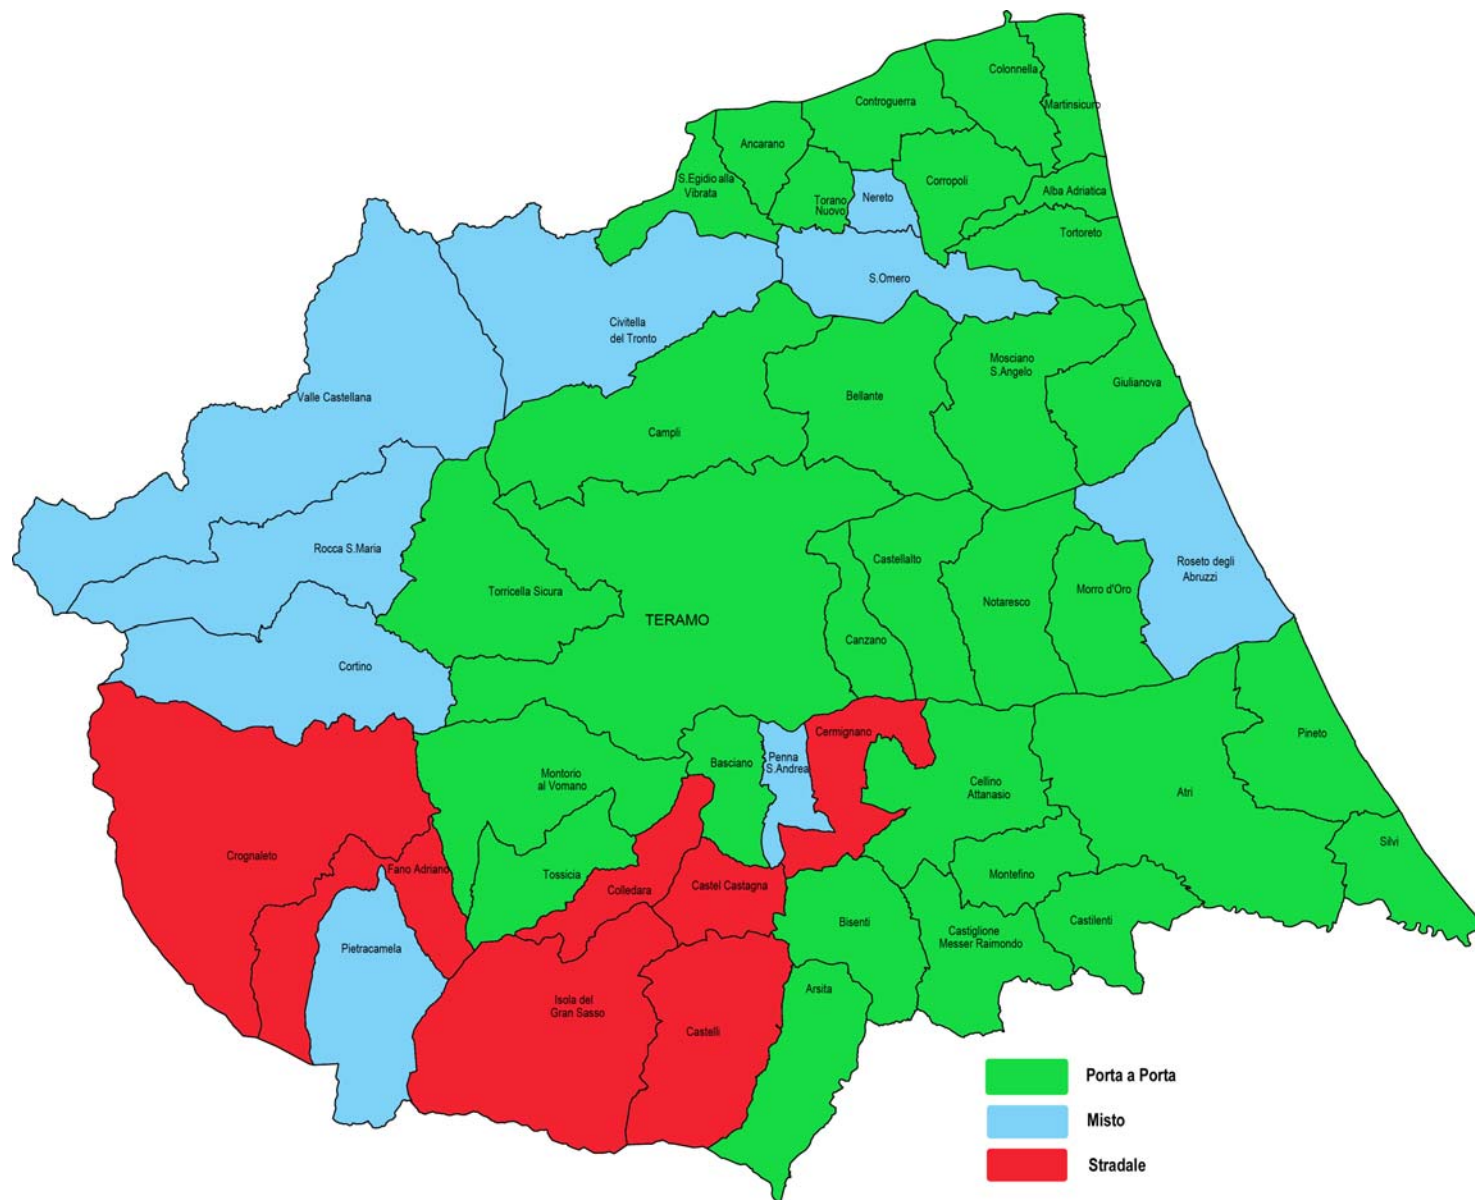 Colonnella
Controguerra
Martinsicuro
Ancarano
S.Egidio alla
Vibrata
Corropoli
Alba Adriatica
Torano
Nuovo
Nereto
Tortoreto
S.Omero
Civitella
del Tronto
Mosciano
S.Angelo
Giulianova
Valle Castellana
Bellante
Campli
Rocca S.Maria
Castellalto
Roseto degli
Abruzzi
Torricella Sicura
Morro d'Oro
Notaresco
TERAMO
Canzano
Cortino
Cermignano
Pineto
Basciano
Penna
S.Andrea
Montorio
al Vomano
Cellino
Attanasio
Atri
Silvi
Crognaleto
Fano Adriano
Tossicia
Colledara
Castel Castagna
Montefino
Bisenti
Castiglione
Messer Raimondo
Castilenti
Pietracamela
Arsita
Isola del
Gran Sasso
Castelli
Porta a Porta
Misto
Stradale